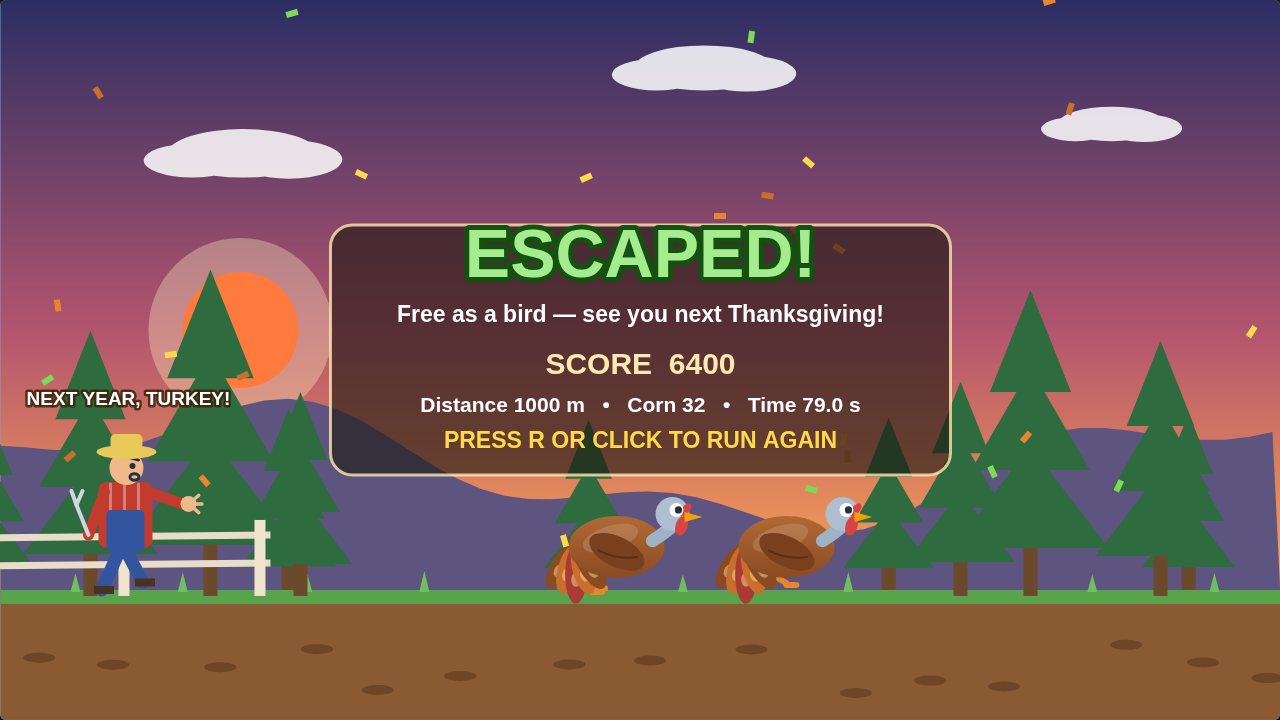 ESCAPED!
Free as a bird — see you next Thanksgiving!
SCORE 6400
Distance 1000 m • Corn 32 • Time 79.0 s
PRESS R OR CLICK TO RUN AGAIN
NEXT YEAR, TURKEY!